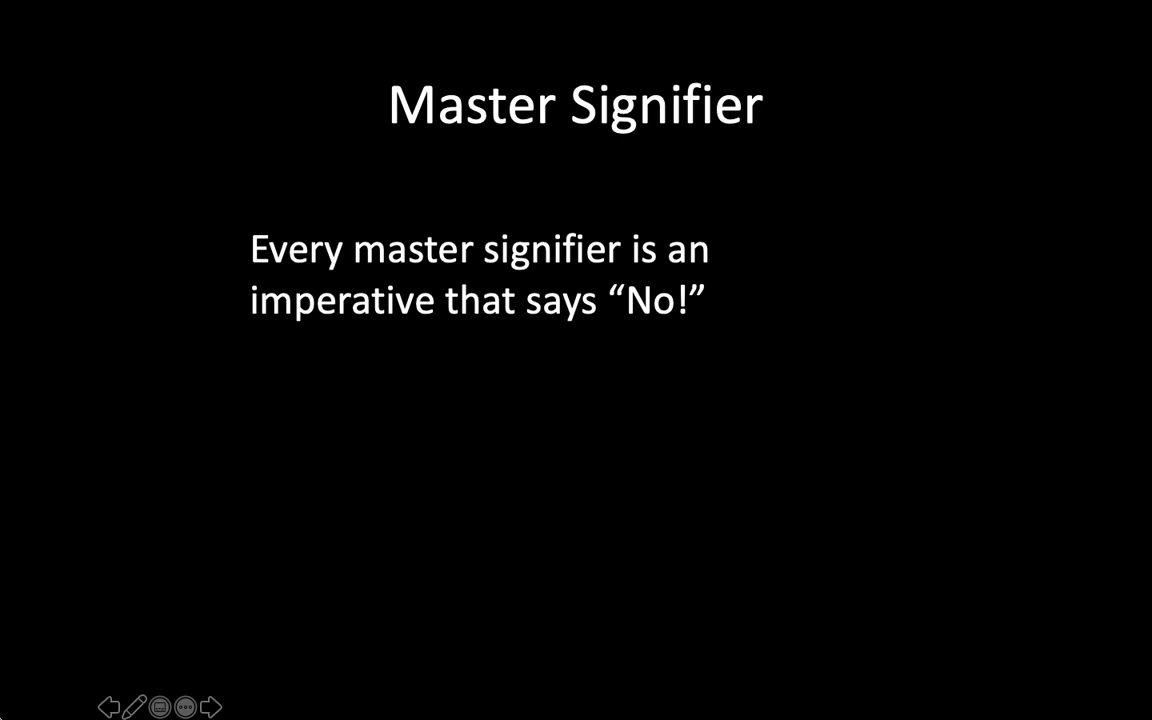 Master Signifier
Every master signifier is an
imperative that says “No!”